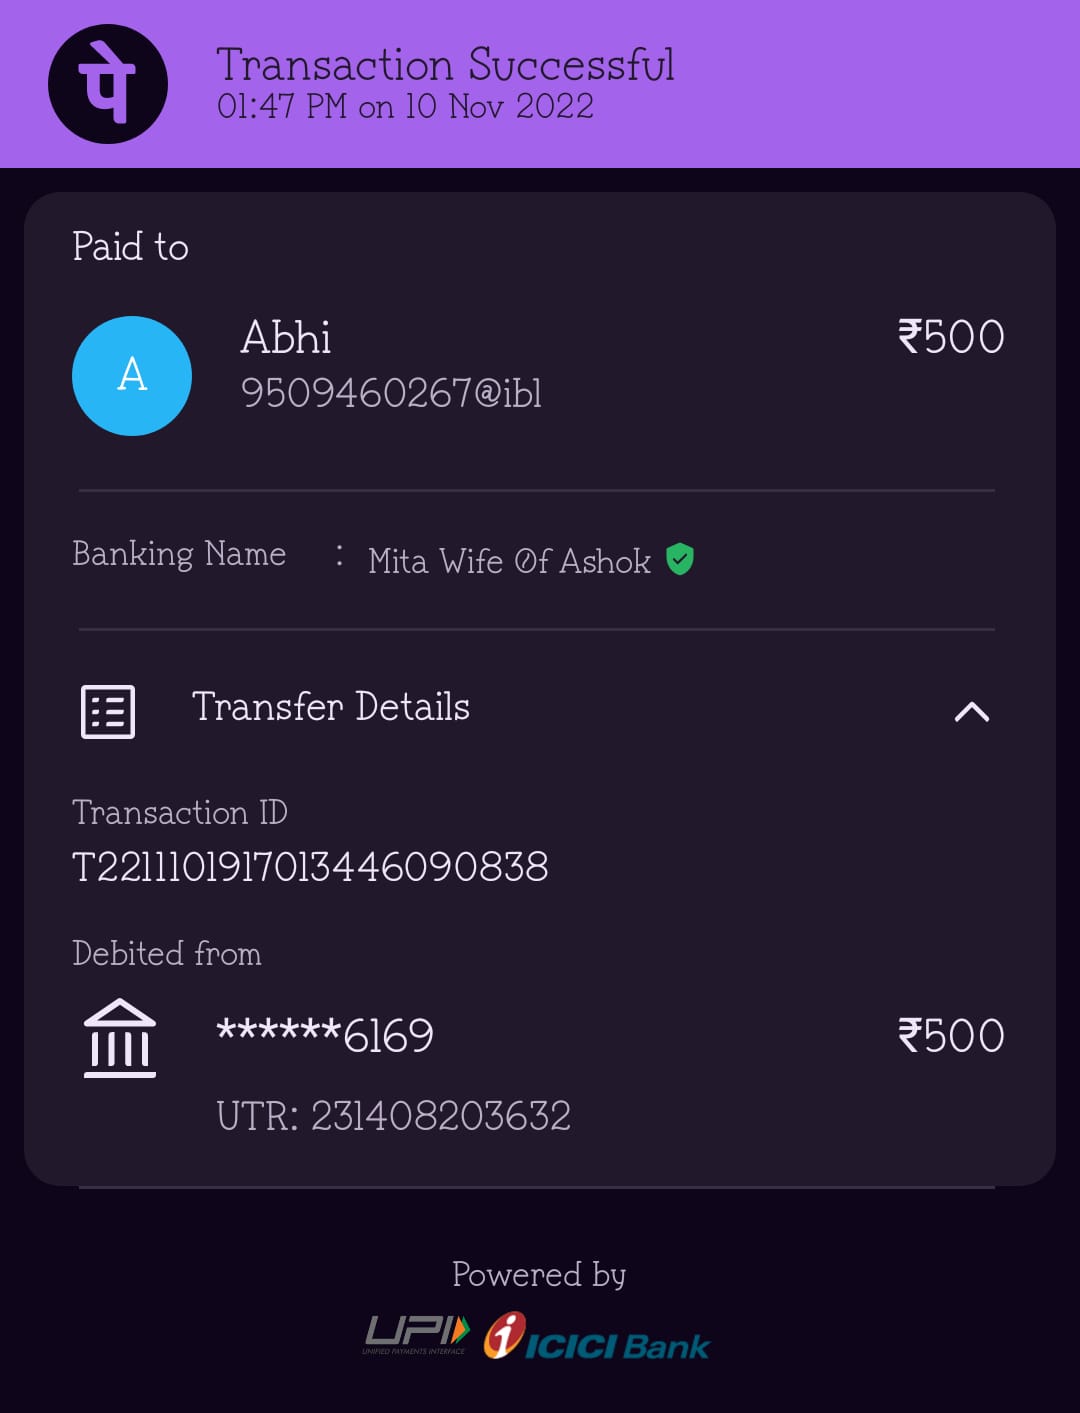 पे
Transaction Successful
01:47 PM on 10 Nov 2022
Paid to
A
Abhi
₹500
9509460267@ibl
Banking Name : Mita Wife Of Ashok
Transfer Details
Transaction ID
T2211101917013446090838
Debited from
******6169
₹500
UTR: 231408203632
Powered by
UPI
UNIFIED PAYMENTS INTERFACE
i ICICI Bank